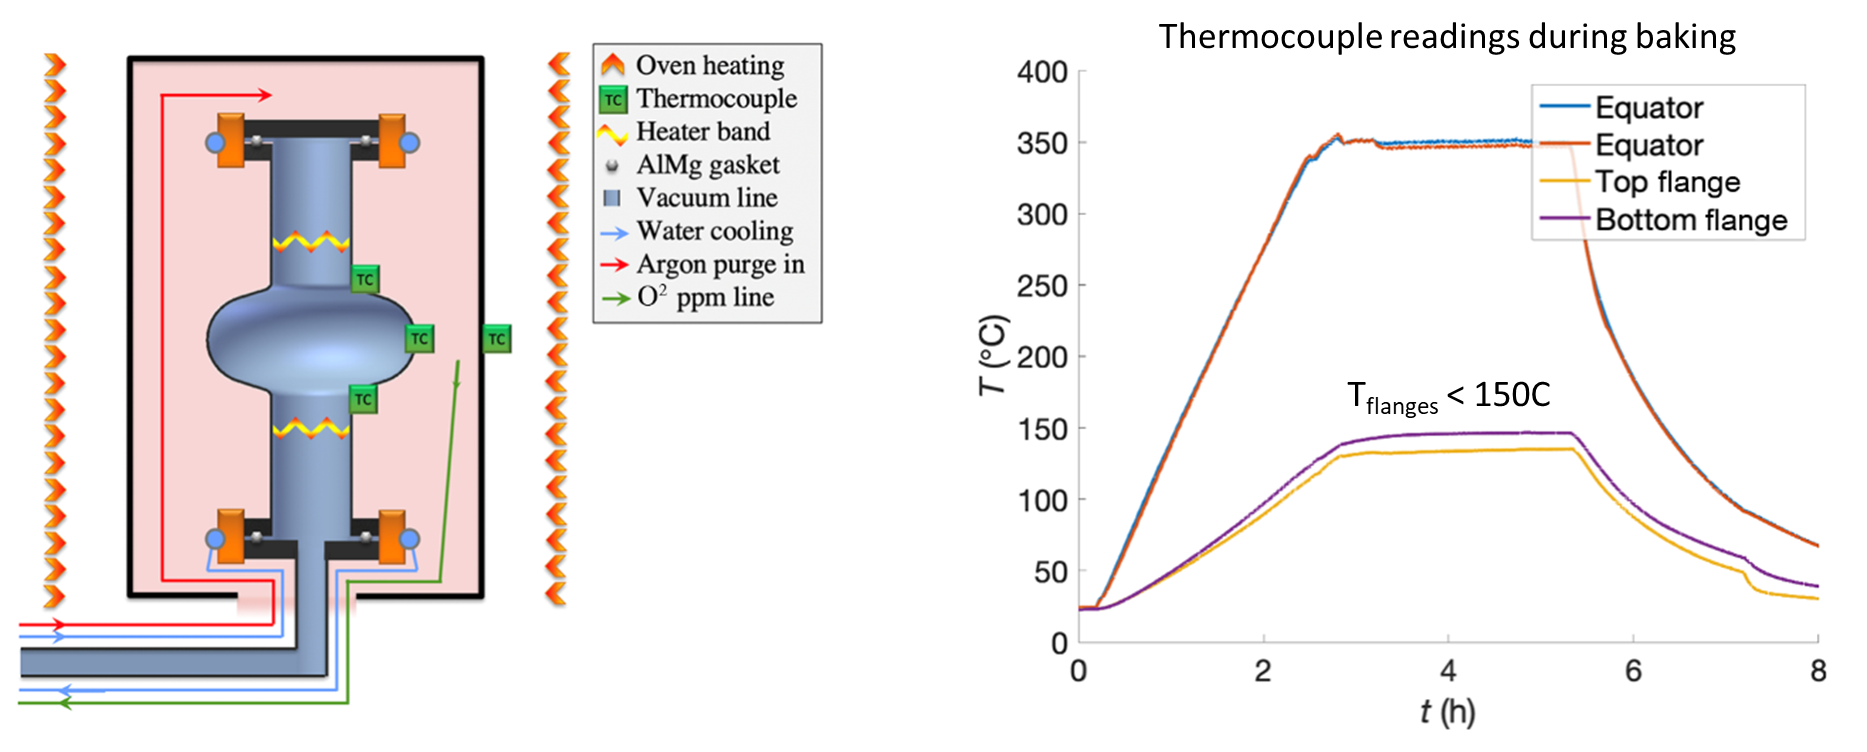 Oven heating
TC Thermocouple
Heater band
AlMg gasket
Vacuum line
Water cooling
Argon purge in
O² ppm line
TC
TC
TC
TC
Thermocouple readings during baking
400
350
300
250
200
150
100
50
0
T (°C)
Equator
Equator
Top flange
Bottom flange
Tflanges < 150C
0 2 4 6 8
t (h)